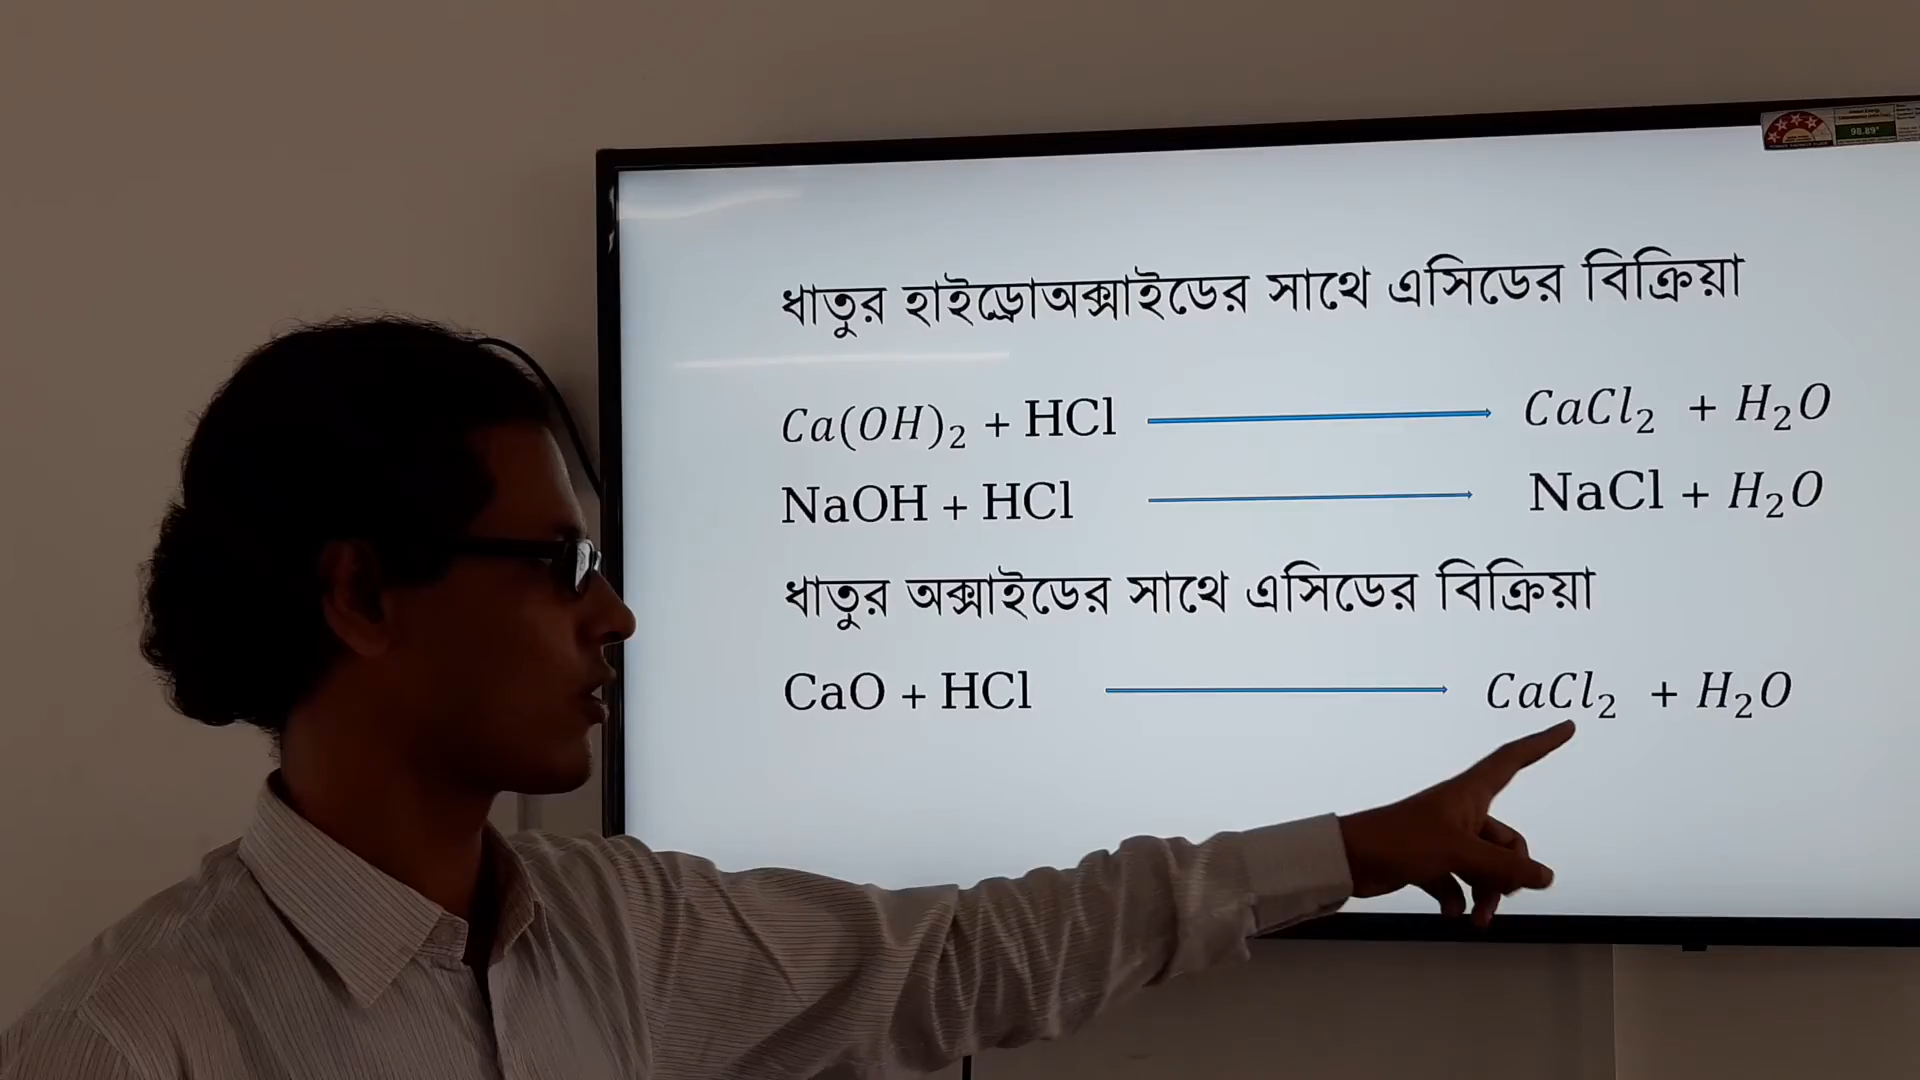 ধাতুর হাইড্রোঅক্সাইডের সাথে এসিডের বিক্রিয়া
Ca(OH)₂ + HCl ⟶ CaCl₂ + H₂O
NaOH + HCl ⟶ NaCl + H₂O
ধাতুর অক্সাইডের সাথে এসিডের বিক্রিয়া
CaO + HCl ⟶ CaCl₂ + H₂O